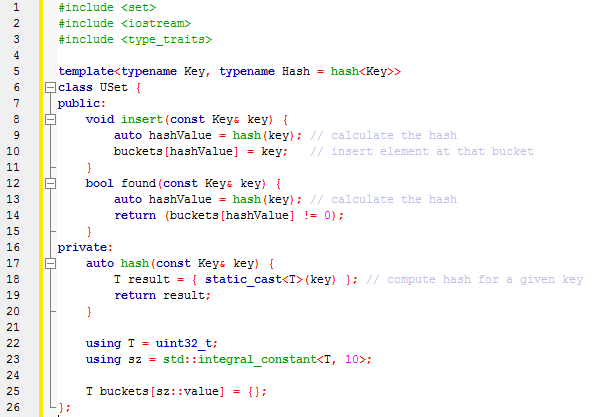 1 #include <set>
2 #include <iostream>
3 #include <type_traits>
4
5 template<typename Key, typename Hash = hash<Key>>
6 class USet {
7 public:
8     void insert(const Key& key) {
9         auto hashValue = hash(key); // calculate the hash
10         buckets[hashValue] = key;   // insert element at that bucket
11     }
12     bool found(const Key& key) {
13         auto hashValue = hash(key); // calculate the hash
14         return (buckets[hashValue] != 0);
15     }
16 private:
17     auto hash(const Key& key) {
18         T result = { static_cast<T>(key) }; // compute hash for a given key
19         return result;
20     }
21
22     using T = uint32_t;
23     using sz = std::integral_constant<T, 10>;
24
25     T buckets[sz::value] = {};
26 };